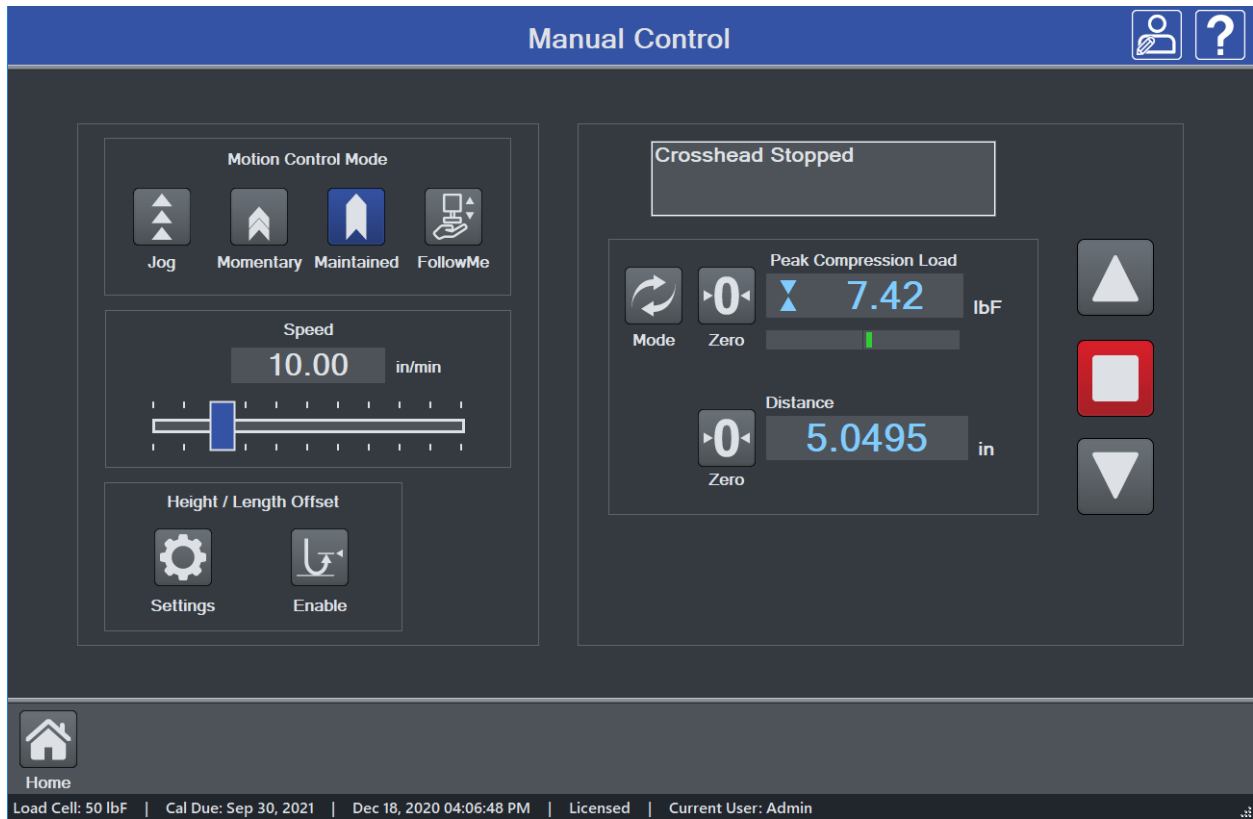 Manual Control
?
Motion Control Mode
Jog
Momentary
Maintained
FollowMe
Speed
10.00 in/min
Height / Length Offset
Settings
Enable
Crosshead Stopped
Peak Compression Load
0
7.42 lbF
Mode
Zero
Distance
0
5.0495 in
Zero
Home
Load Cell: 50 lbF | Cal Due: Sep 30, 2021 | Dec 18, 2020 04:06:48 PM | Licensed | Current User: Admin